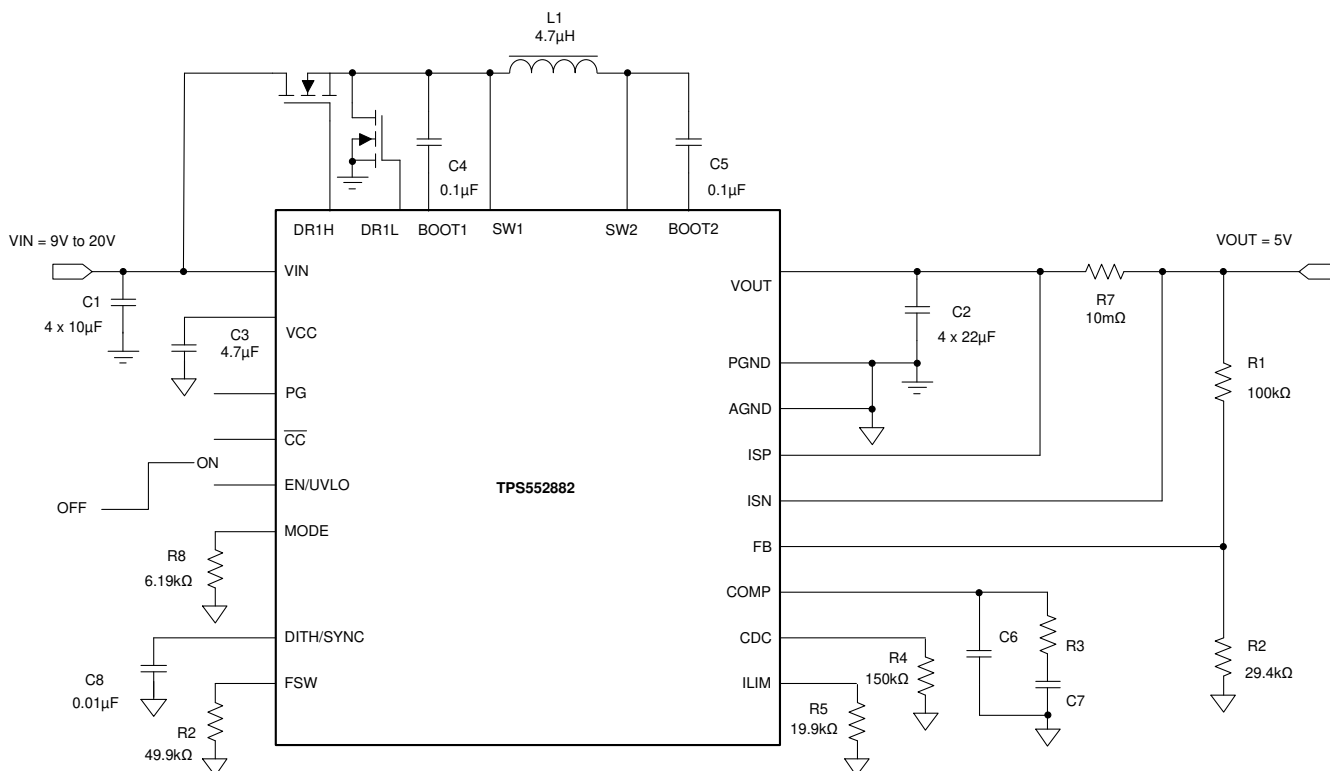 L1
4.7µH
C4
0.1µF
C5
0.1µF
DR1H
DR1L
BOOT1
SW1
SW2
BOOT2
VIN = 9V to 20V
VOUT = 5V
VIN
VOUT
C1
4 x 10µF
C3
4.7µF
VCC
C2
4 x 22µF
R7
10mΩ
PGND
R1
100kΩ
PG
AGND
CC
ISP
ON
OFF
EN/UVLO
TPS552882
ISN
MODE
FB
R8
6.19kΩ
COMP
DITH/SYNC
CDC
C6
R3
R2
29.4kΩ
C8
0.01µF
FSW
ILIM
R4
150kΩ
C7
R2
49.9kΩ
R5
19.9kΩ